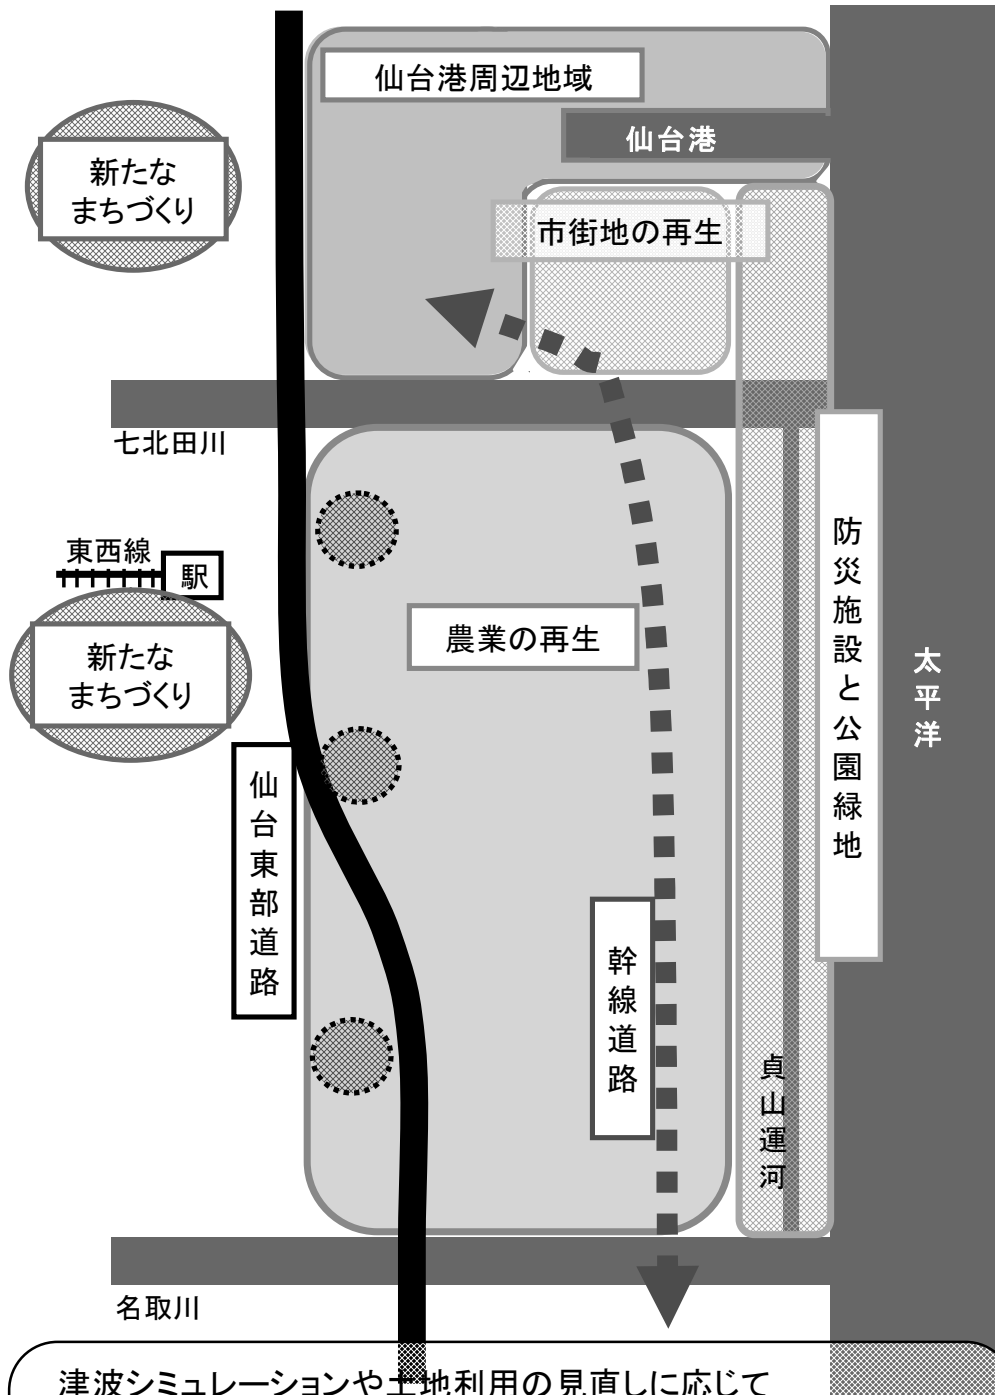 仙台港周辺地域
仙台港
新たな
まちづくり
市街地の再生
七北田川
東西線
駅
新たな
まちづくり
農業の再生
防災施設と公園緑地
太平洋
仙台東部道路
幹線道路
貞山運河
名取川
津波シミュレーションや土地利用の見直しに応じて